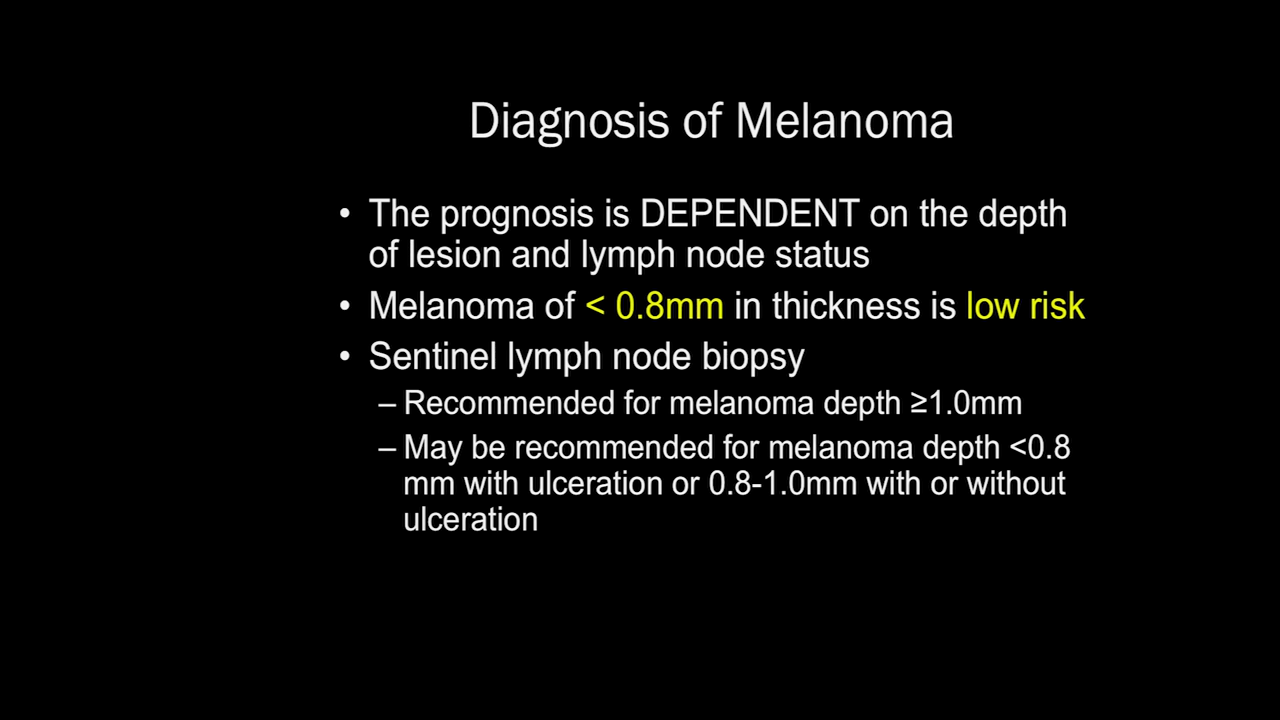 Diagnosis of Melanoma
• The prognosis is DEPENDENT on the depth
of lesion and lymph node status
• Melanoma of < 0.8mm in thickness is low risk
• Sentinel lymph node biopsy
– Recommended for melanoma depth ≥1.0mm
– May be recommended for melanoma depth <0.8
mm with ulceration or 0.8-1.0mm with or without
ulceration